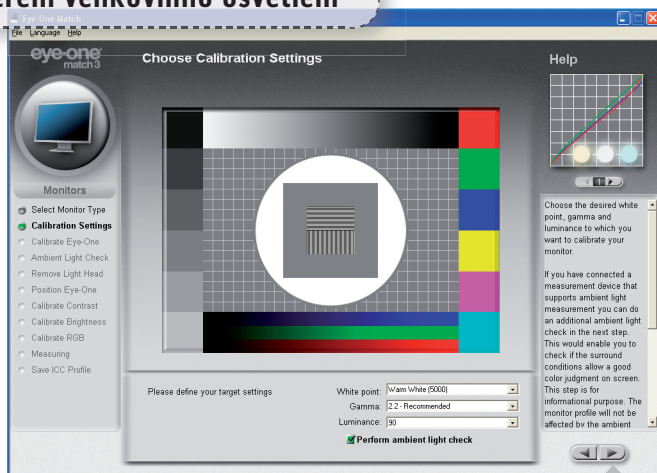 venkovního osvětlení
Eye-One Match
File Language Help
eye-one
match 3
Choose Calibration Settings
Help
Monitors
Select Monitor Type
Calibration Settings
Calibrate Eye-One
Ambient Light Check
Remove Light Head
Position Eye-One
Calibrate Contrast
Calibrate Brightness
Calibrate RGB
Measuring
Save ICC Profile
1
Choose the desired white
point, gamma and
luminance to which you
want to calibrate your
monitor.
If you have connected a
measurement device that
supports ambient light
measurement you can do
an additional ambient light
check in the next step.
This would enable you to
check if the surround
conditions allow a good
color judgment on screen.
This step is for
informational purpose. The
monitor profile will not be
affected by the ambient
Please define your target settings
White point: Warm White (5000)
Gamma: 2.2 - Recommended
Luminance: 90
Perform ambient light check